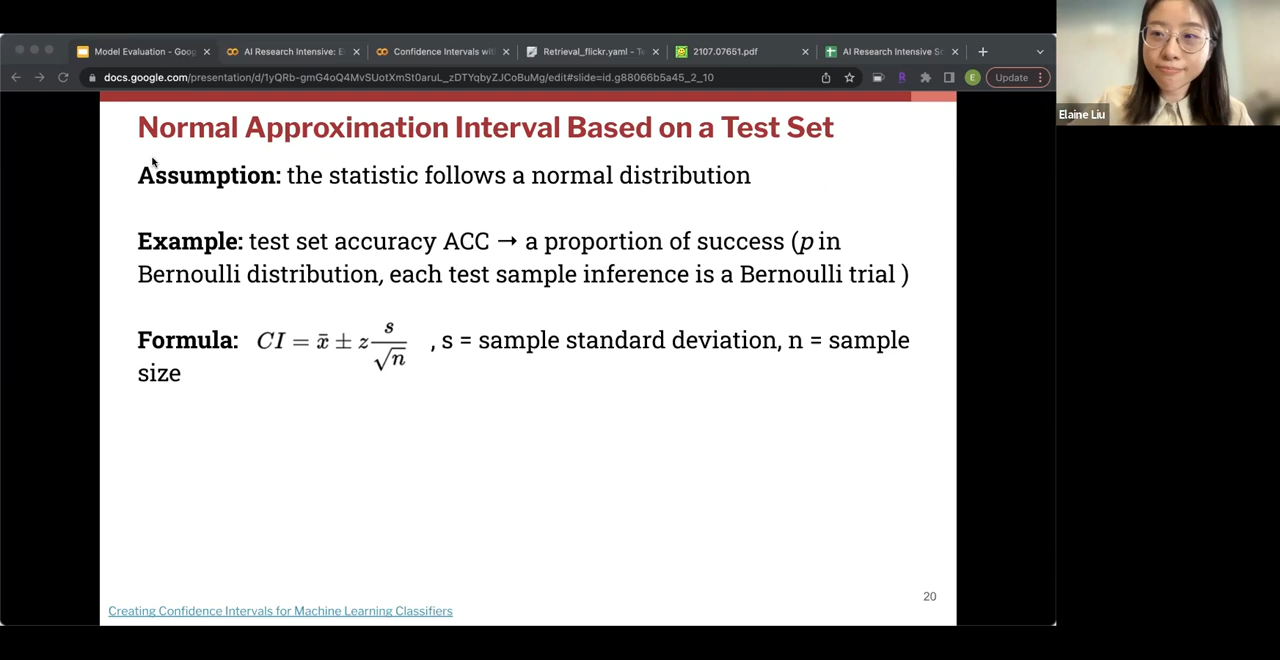 Model Evaluation - Goog
AI Research Intensive: E
Confidence Intervals wit
Retrieval_flickr.yaml - Te
2107.07651.pdf
AI Research Intensive Sc
docs.google.com/presentation/d/1yQRb-gmG4oQ4MvSUotXmSt0aruL_zDTYqbyZJCoBuMg/edit#slide=id.g88066b5a45_2_10
R
E
Update
Elaine Liu
Normal Approximation Interval Based on a Test Set
Assumption: the statistic follows a normal distribution
Example: test set accuracy ACC → a proportion of success (p in
Bernoulli distribution, each test sample inference is a Bernoulli trial )
Formula: CI = x̄ ± z s/√n , s = sample standard deviation, n = sample
size
20
Creating Confidence Intervals for Machine Learning Classifiers